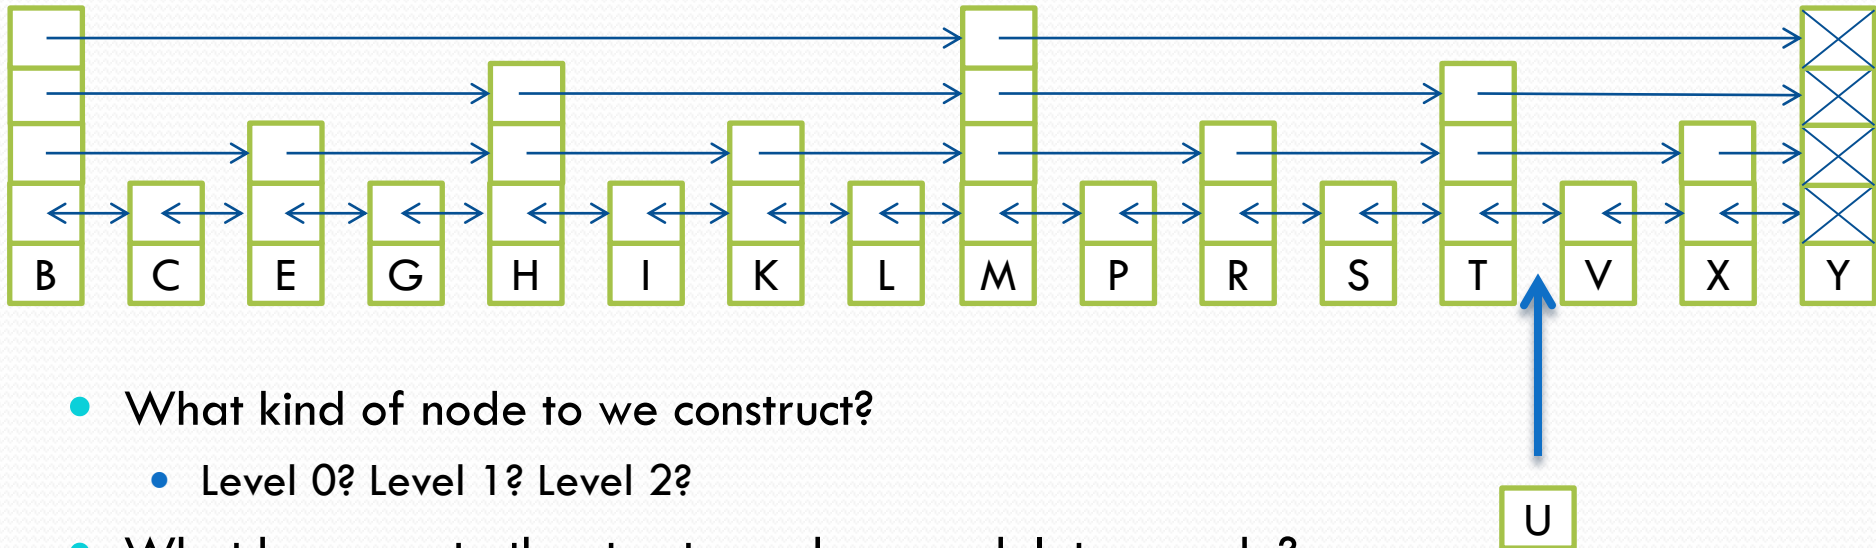 B C E G H I K L M P R S T V X Y
• What kind of node to we construct?
• Level 0? Level 1? Level 2?
U